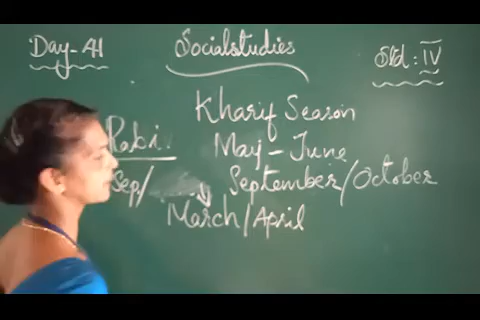 Day-41
Socialstudies
Std : IV
Kharif Season
Rabi
May - June
Sep/
September/October
March/April